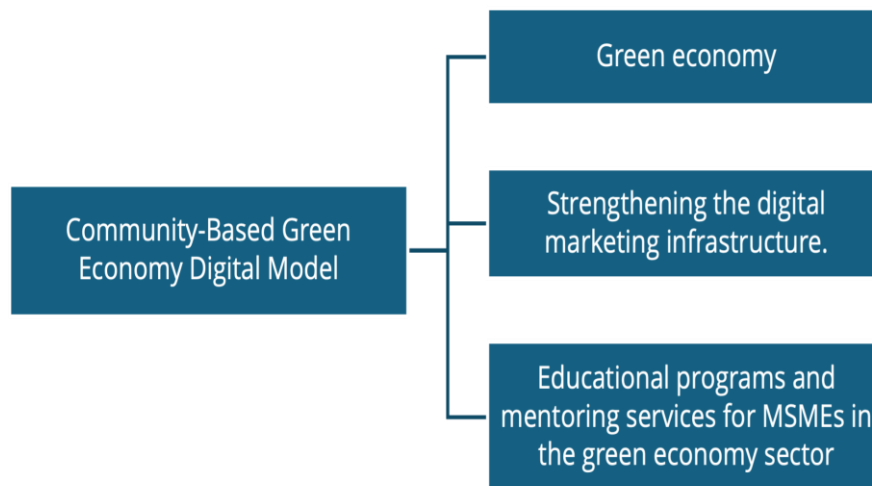 Green economy
Community-Based Green
Economy Digital Model
Strengthening the digital
marketing infrastructure.
Educational programs and
mentoring services for MSMEs in
the green economy sector